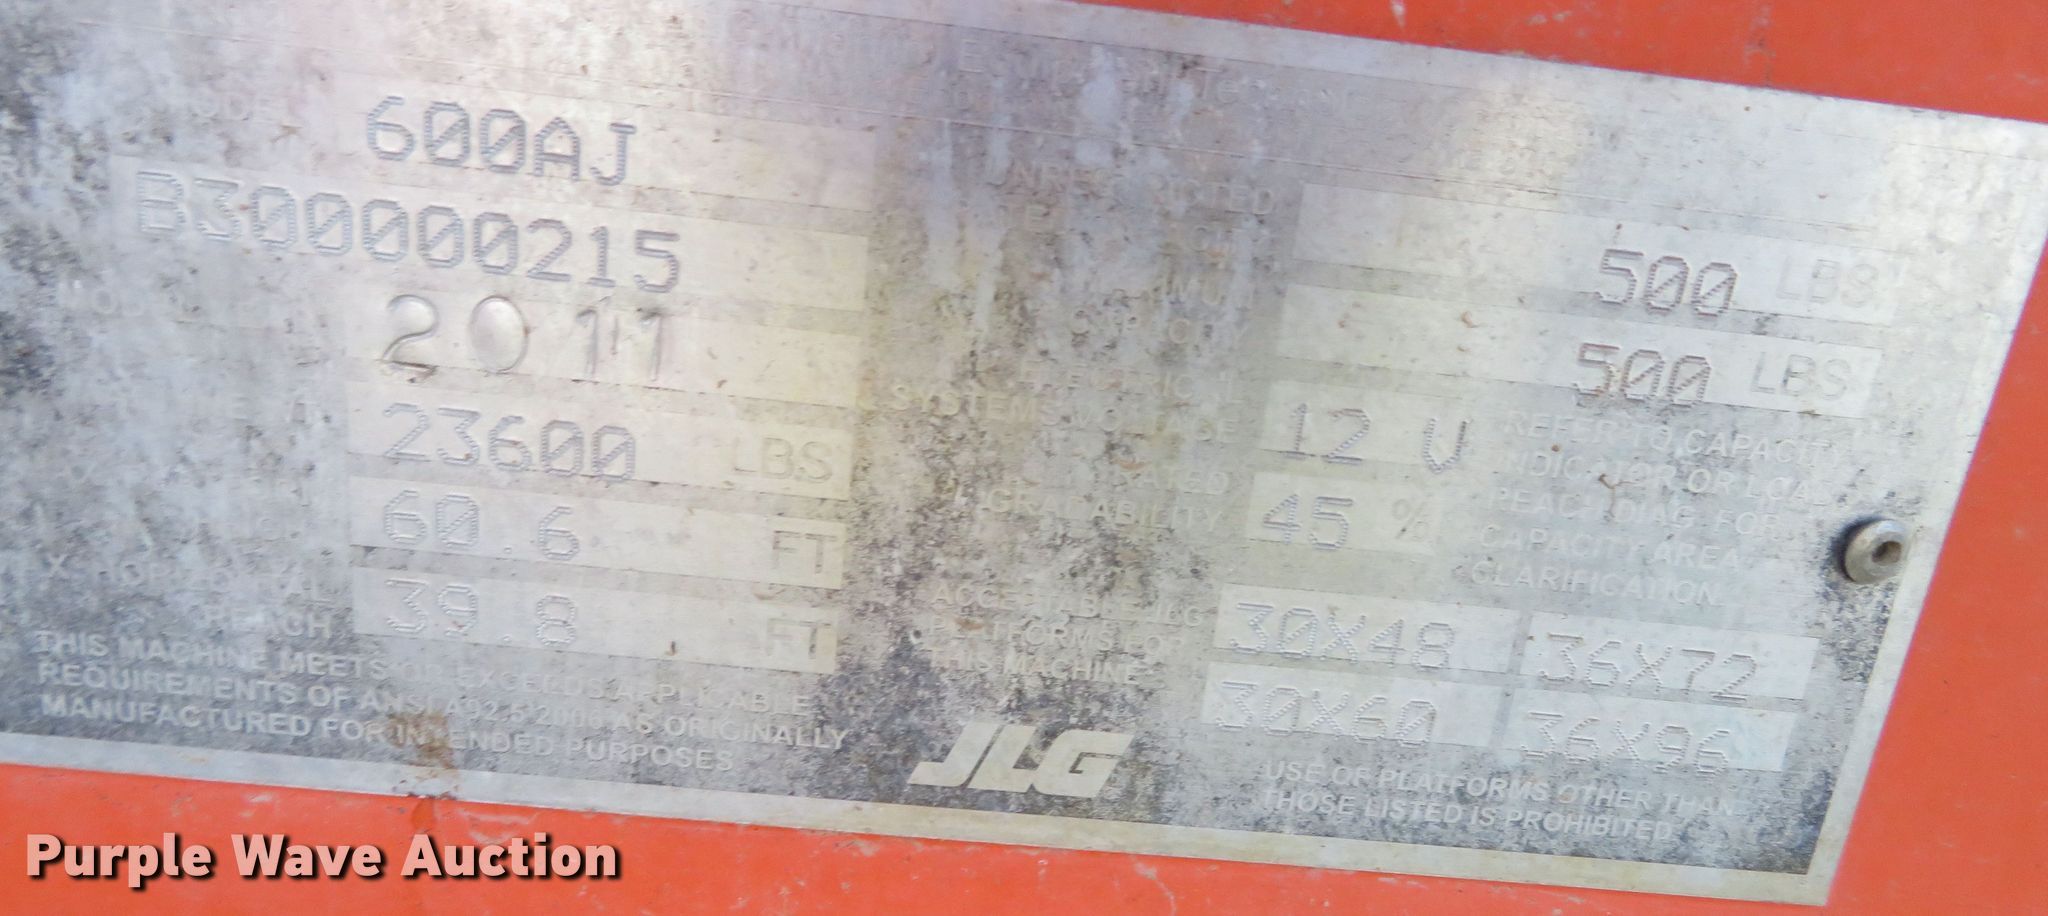 600AJ
B300000215
2011
23600 LBS
60.6 FT
REACH 39.8 FT
THIS MACHINE MEETS OR EXCEEDS APPLICABLE
REQUIREMENTS OF ANSI A92.5 2006 AS ORIGINALLY
MANUFACTURED FOR INTENDED PURPOSES
UNRESTRICTED
500 LBS
500 LBS
ELECTRICAL
SYSTEMS VOLTAGE 12 V
RATED
GRADABILITY 45 %
REFER TO CAPACITY
INDICATOR OR LOAD
REACH DIAG. FOR
CAPACITY AREA
CLARIFICATION.
ACCEPTABLE JLG
PLATFORMS FOR
THIS MACHINE
30X48 36X72
30X60 36X96
JLG
USE OF PLATFORMS OTHER THAN
THOSE LISTED IS PROHIBITED
Purple Wave Auction